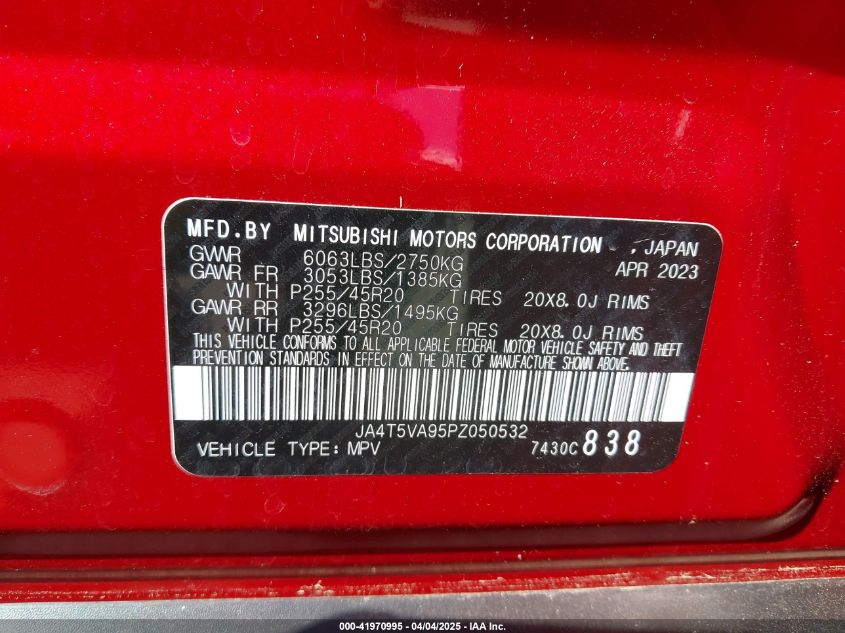 MFD.BY MITSUBISHI MOTORS CORPORATION JAPAN
GVWR 6063LBS/2750KG APR 2023
GAWR FR 3053LBS/1385KG
WITH P255/45R20 TIRES 20X8.0J RIMS
GAWR RR 3296LBS/1495KG
WITH P255/45R20 TIRES 20X8.0J RIMS
THIS VEHICLE CONFORMS TO ALL APPLICABLE FEDERAL MOTOR VEHICLE SAFETY AND THEFT
PREVENTION STANDARDS IN EFFECT ON THE DATE OF MANUFACTURE SHOWN ABOVE.
JA4T5VA95PZ050532
VEHICLE TYPE: MPV 7430C 838
000-41970995 - 04/04/2025 - IAA Inc.